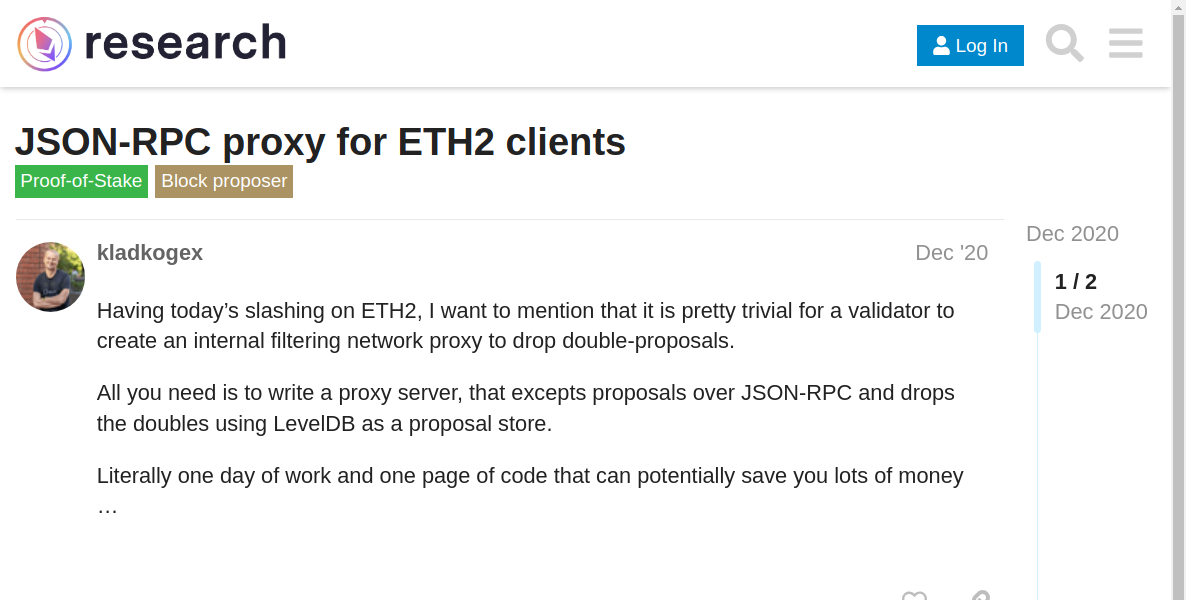 research
Log In
JSON-RPC proxy for ETH2 clients
Proof-of-Stake Block proposer
kladkogex Dec '20
Dec 2020
1 / 2
Dec 2020
Having today’s slashing on ETH2, I want to mention that it is pretty trivial for a validator to
create an internal filtering network proxy to drop double-proposals.
All you need is to write a proxy server, that excepts proposals over JSON-RPC and drops
the doubles using LevelDB as a proposal store.
Literally one day of work and one page of code that can potentially save you lots of money
…